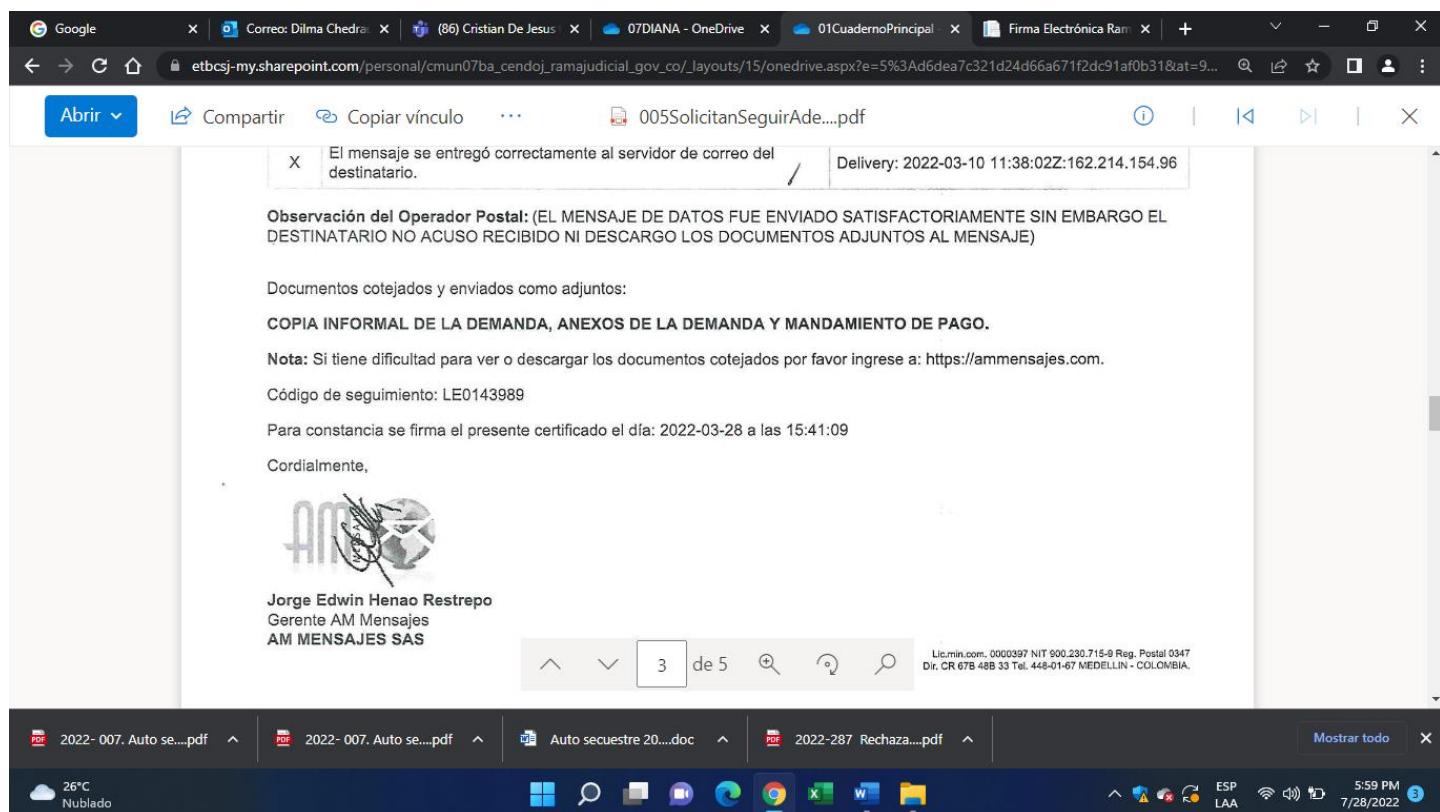 Google
Correo: Dilma Chedrau
(86) Cristian De Jesus
07DIANA - OneDrive
01CuadernoPrincipal -
Firma Electrónica Ram
etbcsj-my.sharepoint.com/personal/cmun07ba_cendoj_ramajudicial_gov_co/_layouts/15/onedrive.aspx?e=5%3Ad6dea7c321d24d66a671f2dc91af0b31&at=9...
Abrir
Compartir
Copiar vínculo
...
005SolicitanSeguirAde....pdf
X
El mensaje se entregó correctamente al servidor de correo del
destinatario.
Delivery: 2022-03-10 11:38:02Z:162.214.154.96
Observación del Operador Postal: (EL MENSAJE DE DATOS FUE ENVIADO SATISFACTORIAMENTE SIN EMBARGO EL
DESTINATARIO NO ACUSO RECIBIDO NI DESCARGO LOS DOCUMENTOS ADJUNTOS AL MENSAJE)
Documentos cotejados y enviados como adjuntos:
COPIA INFORMAL DE LA DEMANDA, ANEXOS DE LA DEMANDA Y MANDAMIENTO DE PAGO.
Nota: Si tiene dificultad para ver o descargar los documentos cotejados por favor ingrese a: https://ammensajes.com.
Código de seguimiento: LE0143989
Para constancia se firma el presente certificado el día: 2022-03-28 a las 15:41:09
Cordialmente,
AM
Jorge Edwin Henao Restrepo
Gerente AM Mensajes
AM MENSAJES SAS
3 de 5
Lic.min.com. 0000397 NIT 900.230.715-9 Reg. Postal 0347
Dir. CR 67B 48B 33 Tel. 448-01-67 MEDELLIN - COLOMBIA.
2022- 007. Auto se....pdf
2022- 007. Auto se....pdf
Auto secuestre 20....doc
2022-287 Rechaza....pdf
Mostrar todo
26°C
Nublado
ESP
LAA
5:59 PM
7/28/2022
3